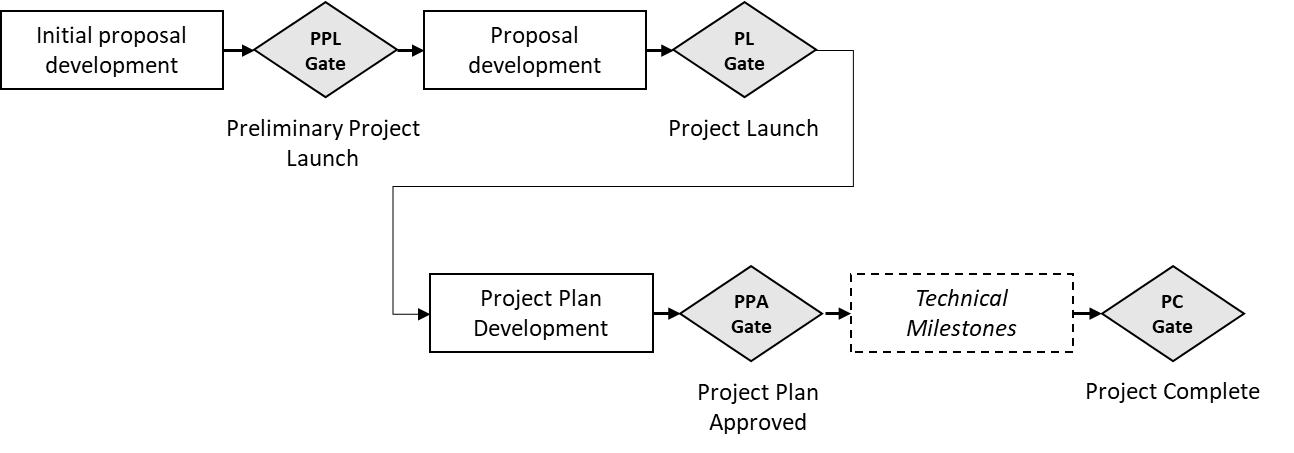 Initial proposal
development
PPL
Gate
Proposal
development
PL
Gate
Preliminary Project
Launch
Project Launch
Project Plan
Development
PPA
Gate
Technical
Milestones
PC
Gate
Project Plan
Approved
Project Complete